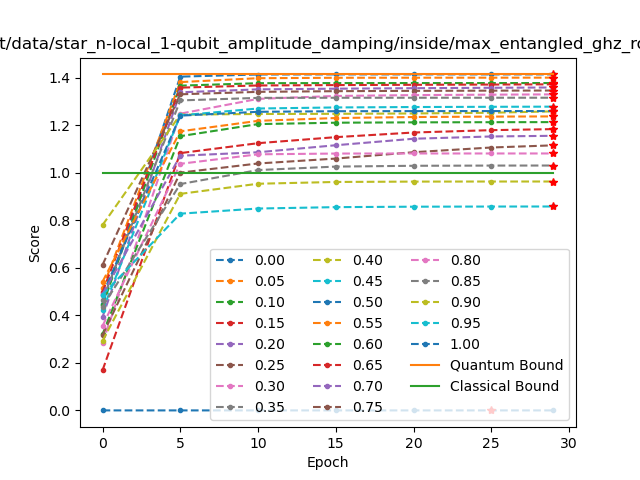 t/data/star_n-local_1-qubit_amplitude_damping/inside/max_entangled_ghz_r
Score
1.4
1.2
1.0
0.8
0.6
0.4
0.2
0.0
0.00 0.40 0.80
0.05 0.45 0.85
0.10 0.50 0.90
0.15 0.55 0.95
0.20 0.60 1.00
0.25 0.65 Quantum Bound
0.30 0.70 Classical Bound
0.35 0.75
0 5 10 15 20 25 30
Epoch